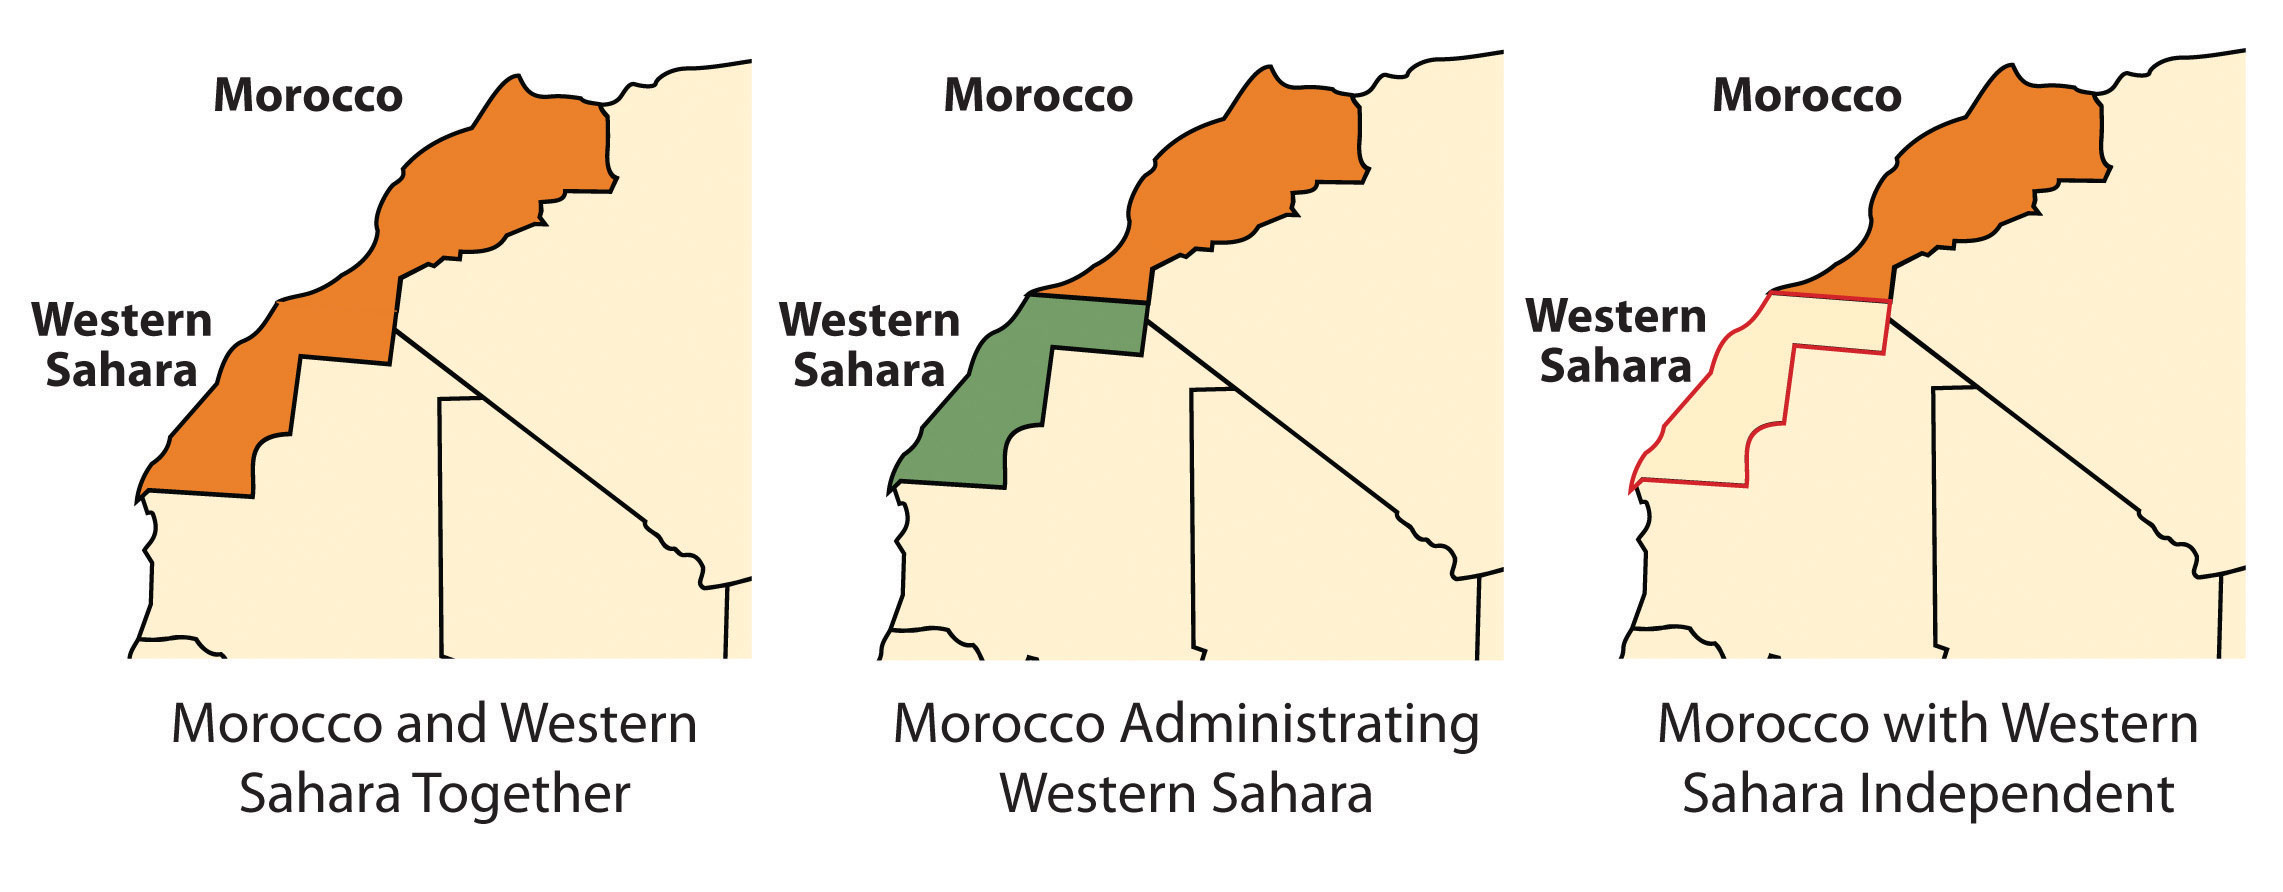 Morocco
Western
Sahara
Morocco and Western
Sahara Together
Morocco
Western
Sahara
Morocco Administrating
Western Sahara
Morocco
Western
Sahara
Morocco with Western
Sahara Independent